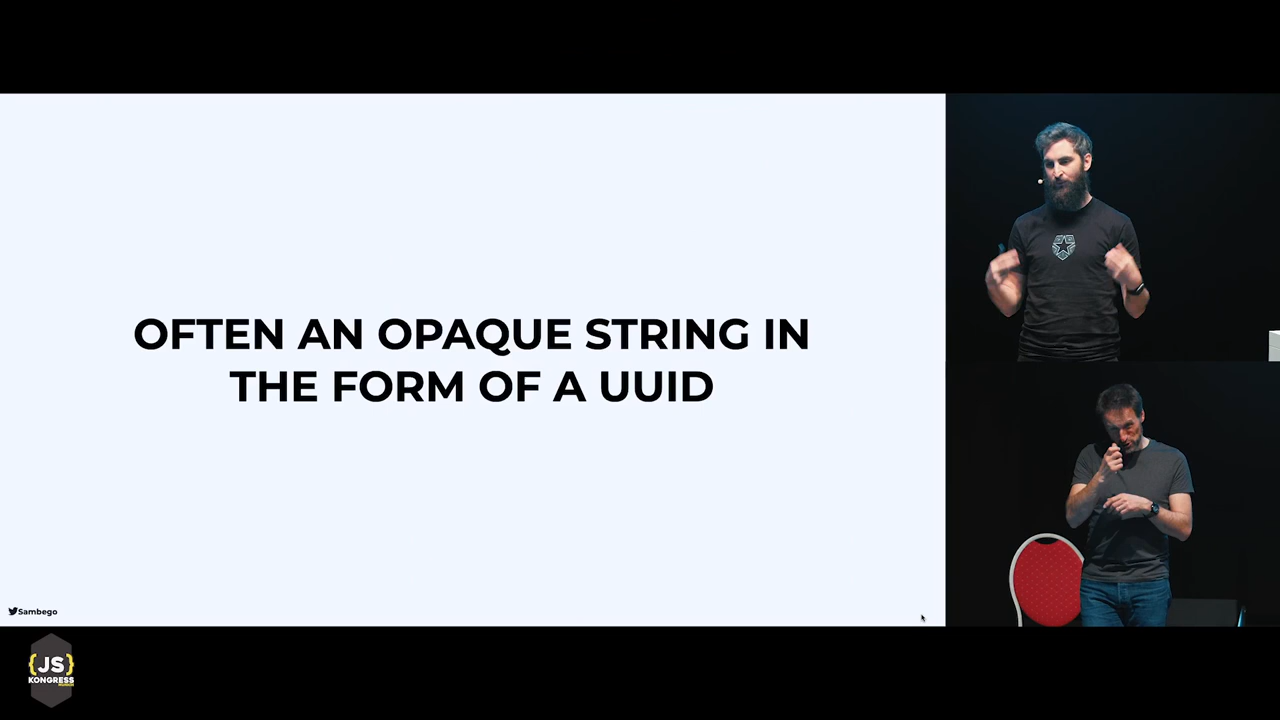 OFTEN AN OPAQUE STRING IN
THE FORM OF A UUID
Sambego
{JS}
KONGRESS